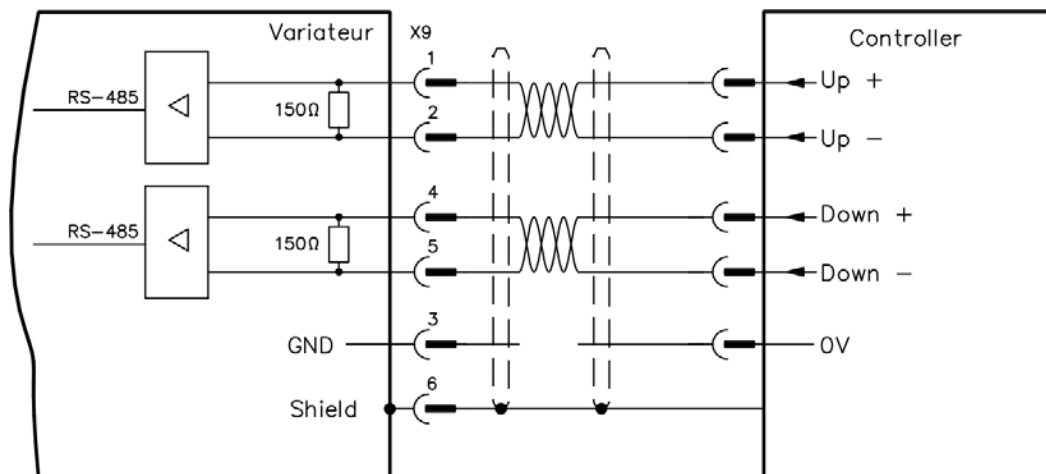 Variateur
X9
Controller
1
RS-485
150Ω
Up +
2
Up -
4
RS-485
150Ω
Down +
5
Down -
3
GND
0V
6
Shield